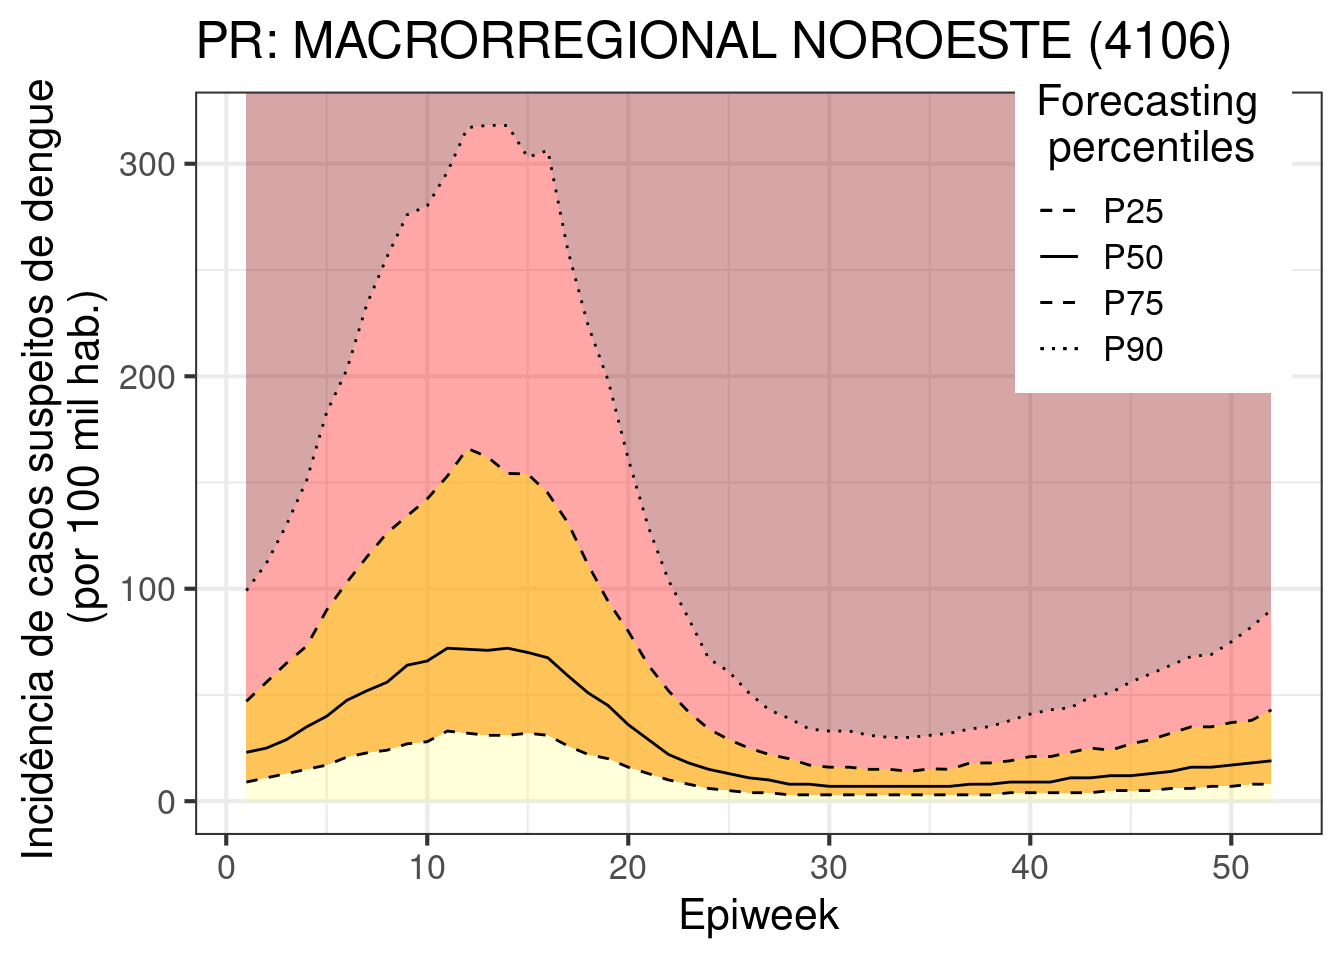 PR: MACRORREGIONAL NOROESTE (4106)
Incidência de casos suspeitos de dengue
(por 100 mil hab.)
300
200
100
0
Forecasting
percentiles
P25
P50
P75
P90
0 10 20 30 40 50
Epiweek